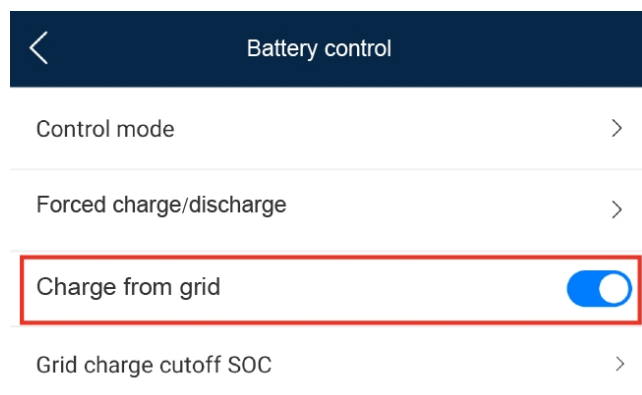 Battery control
Control mode
Forced charge/discharge
Charge from grid
Grid charge cutoff SOC